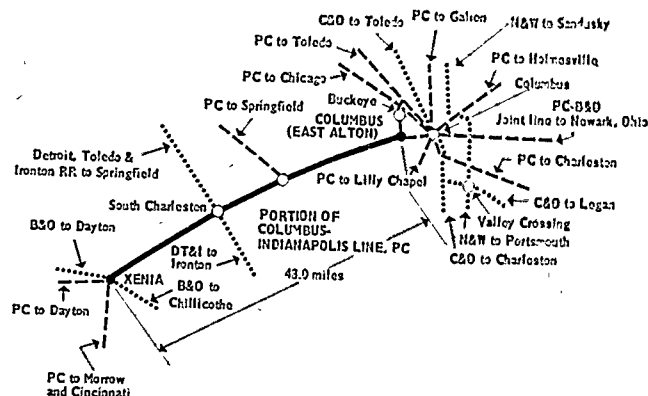 C&O to Toledo
PC to Galion
N&W to Sandusky
PC to Toledo
PC to Holmesville
PC to Chicago
Columbus
Buckeye
PC to Springfield
COLUMBUS
(EAST ALTON)
PC-B&O
Joint line to Newark, Ohio
Detroit, Toledo &
Ironton RR to Springfield
PC to Charleston
PC to Lilly Chapel
C&O to Logan
South Charleston
Valley Crossing
B&O to Dayton
PORTION OF
COLUMBUS-
INDIANAPOLIS LINE, PC
N&W to Portsmouth
C&O to Charleston
DT&I to
Ironton
43.0 miles
XENIA
B&O to
Chillicothe
PC to Dayton
PC to Morrow
and Cincinnati